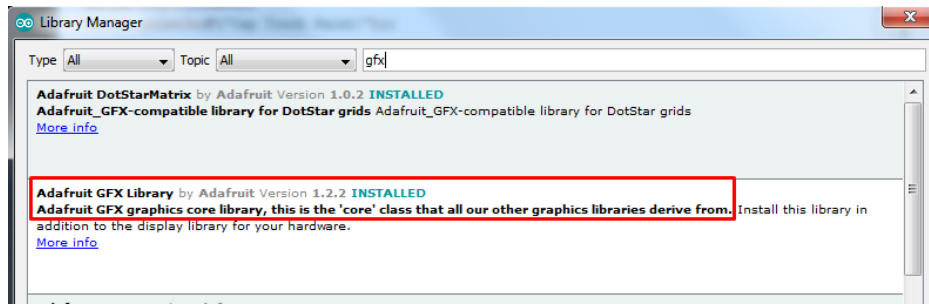 Library Manager
Type All Topic All gfx
Adafruit DotStarMatrix by Adafruit Version 1.0.2 INSTALLED
Adafruit_GFX-compatible library for DotStar grids Adafruit_GFX-compatible library for DotStar grids
More info
Adafruit GFX Library by Adafruit Version 1.2.2 INSTALLED
Adafruit GFX graphics core library, this is the 'core' class that all our other graphics libraries derive from. Install this library in
addition to the display library for your hardware.
More info